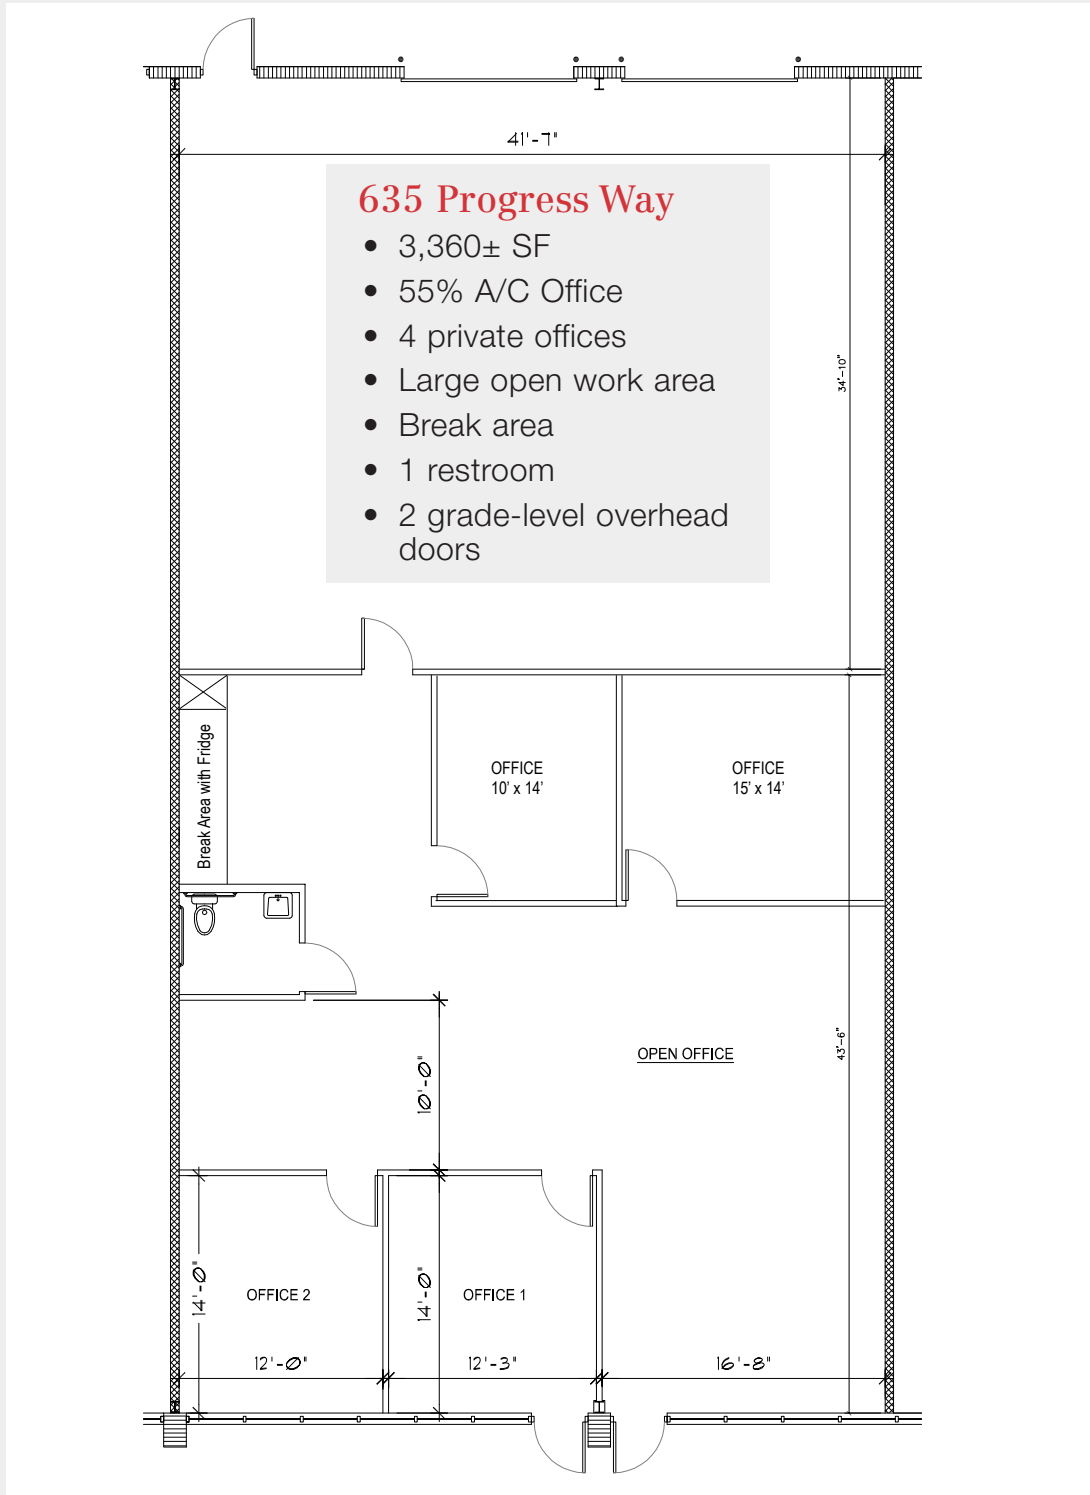 41'-7"
635 Progress Way
• 3,360± SF
• 55% A/C Office
• 4 private offices
• Large open work area
• Break area
• 1 restroom
• 2 grade-level overhead
doors
34'-10"
Break Area with Fridge
OFFICE
10' x 14'
OFFICE
15' x 14'
OPEN OFFICE
43'-6"
10'-0"
14'-0"
OFFICE 2
14'-0"
OFFICE 1
12'-0"
12'-3"
16'-8"